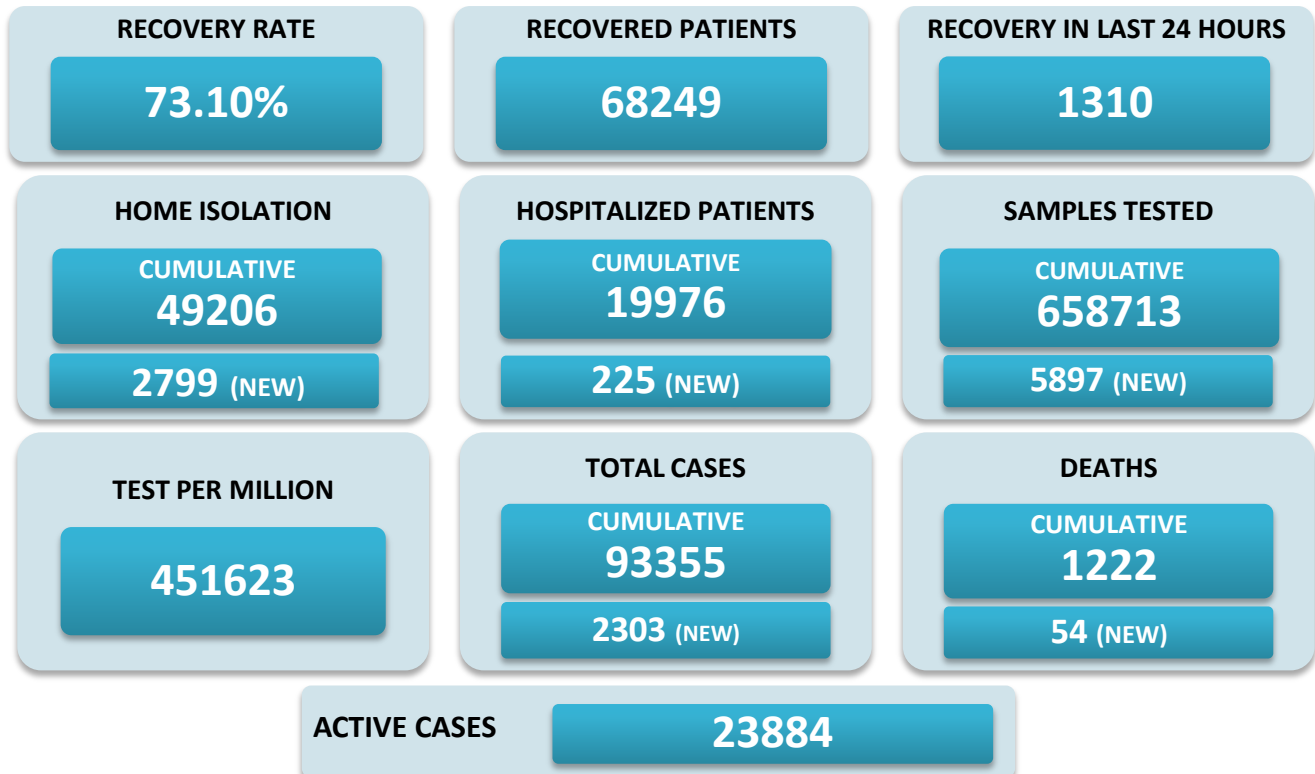 RECOVERY RATE
73.10%
RECOVERED PATIENTS
68249
RECOVERY IN LAST 24 HOURS
1310
HOME ISOLATION
CUMULATIVE
49206
2799 (NEW)
HOSPITALIZED PATIENTS
CUMULATIVE
19976
225 (NEW)
SAMPLES TESTED
CUMULATIVE
658713
5897 (NEW)
TEST PER MILLION
451623
TOTAL CASES
CUMULATIVE
93355
2303 (NEW)
DEATHS
CUMULATIVE
1222
54 (NEW)
ACTIVE CASES
23884